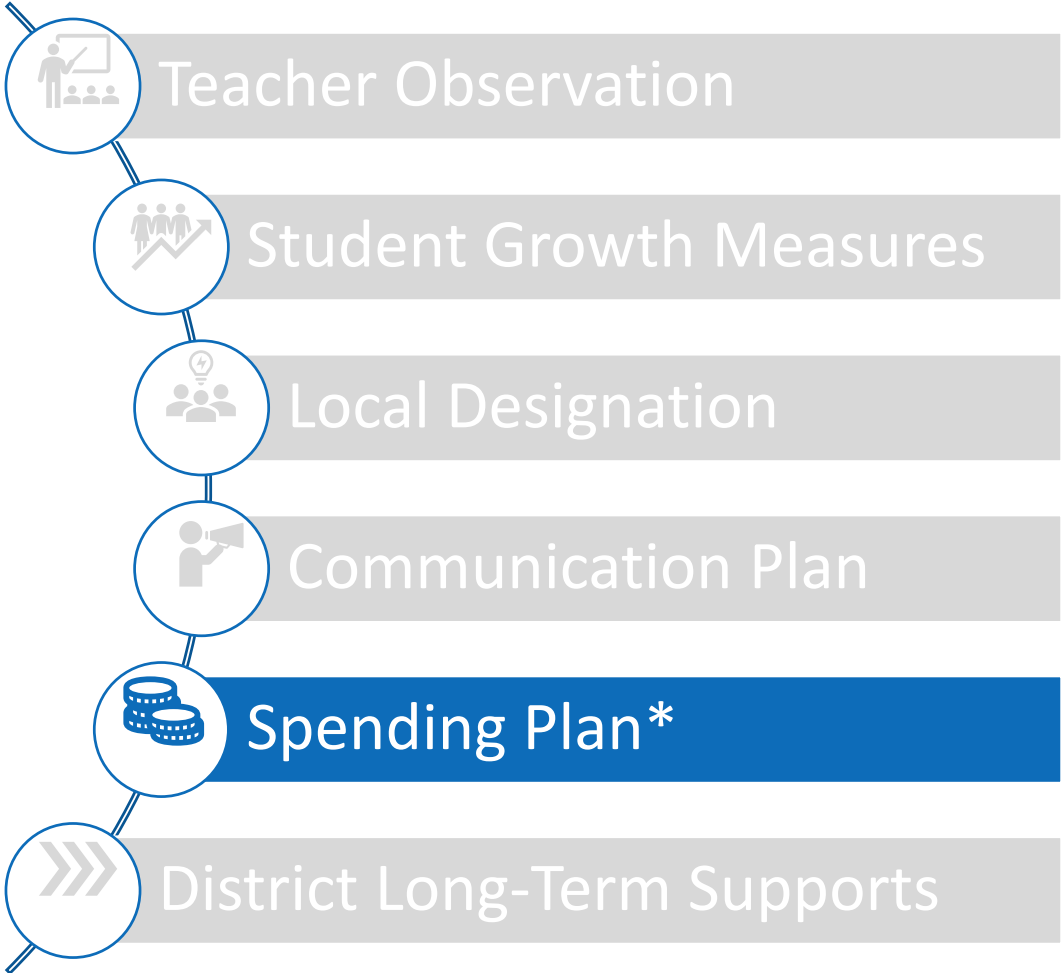 Teacher Observation
Student Growth Measures
Local Designation
Communication Plan
Spending Plan*
District Long-Term Supports